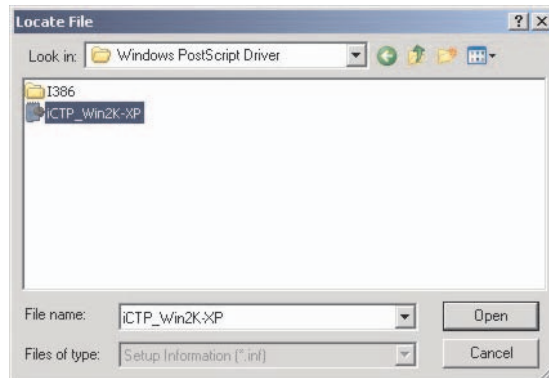 Locate File
Look in: Windows PostScript Driver
I386
iCTP_Win2K-XP
File name: iCTP_Win2K-XP Open
Files of type: Setup Information (*.inf) Cancel